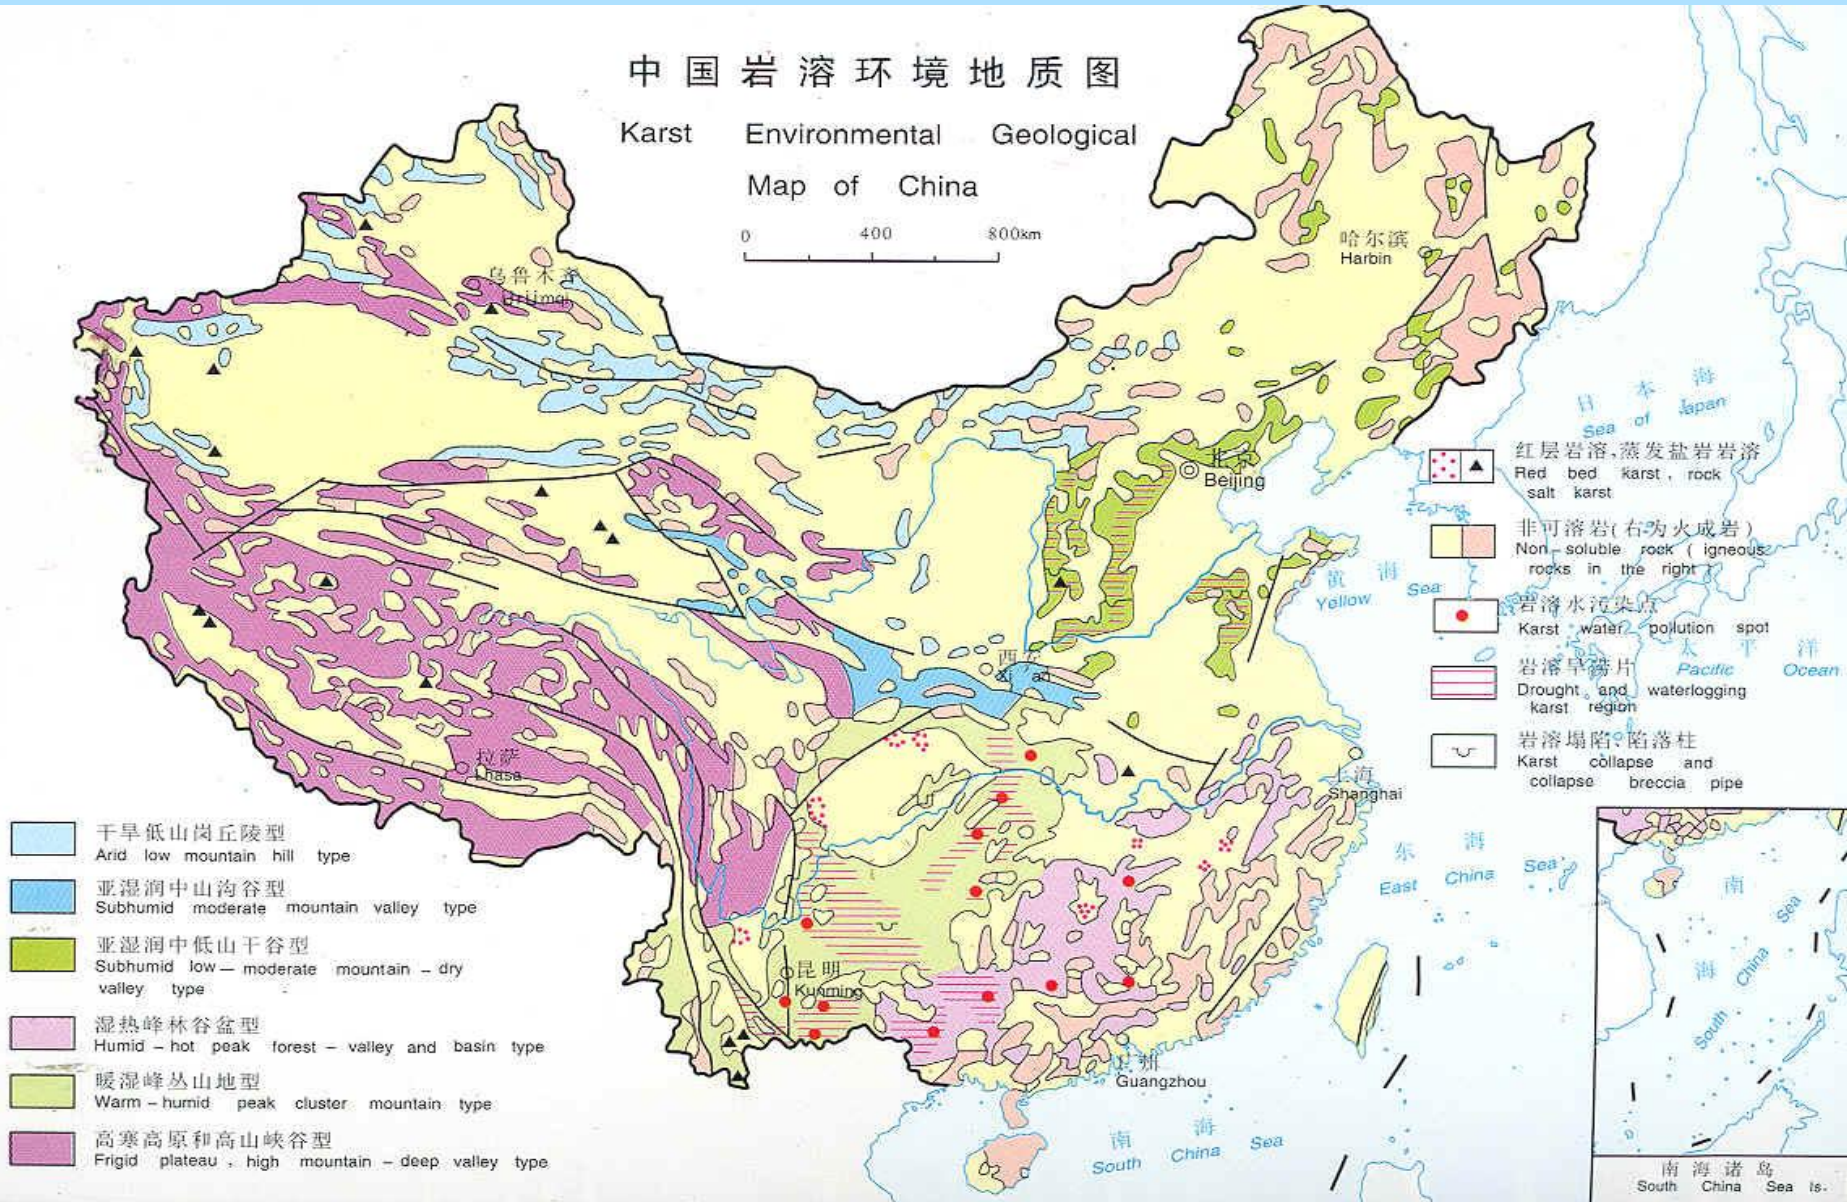 中国岩溶环境地质图
Karst Environmental Geological
Map of China
0 400 800km
哈尔滨
Harbin
乌鲁木齐
Urümqi
日本海
Sea of Japan
北京
Beijing
黄海
Yellow Sea
西安
Xi an
拉萨
Lhasa
上海
Shanghai
太平洋
Pacific Ocean
东海
East China Sea
昆明
Kunming
广州
Guangzhou
南海
South China Sea
红层岩溶,蒸发盐岩岩溶
Red bed karst, rock
salt karst
非可溶岩(右为火成岩)
Non-soluble rock ( igneous
rocks in the right )
岩溶水污染点
Karst water pollution spot
岩溶旱涝片
Drought and waterlogging
karst region
岩溶塌陷、陷落柱
Karst collapse and
collapse breccia pipe
干旱低山岗丘陵型
Arid low mountain hill type
亚湿润中山沟谷型
Subhumid moderate mountain valley type
亚湿润中低山干谷型
Subhumid low — moderate mountain – dry
valley type
湿热峰林谷盆型
Humid – hot peak forest – valley and basin type
暖湿峰丛山地型
Warm – humid peak cluster mountain type
高寒高原和高山峡谷型
Frigid plateau, high mountain – deep valley type
南海
South China Sea
南海诸岛
South China Sea Is.